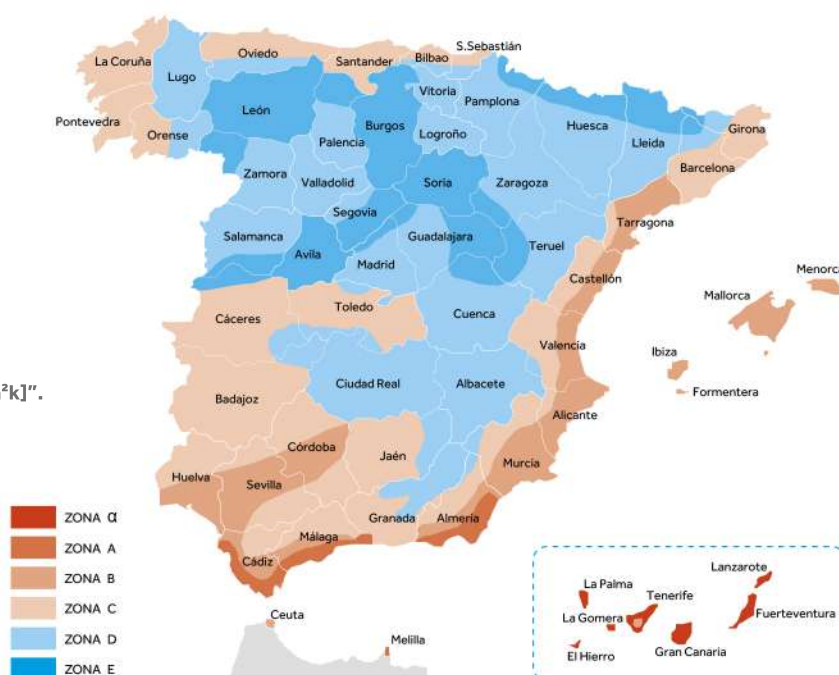 S.Sebastián
La Coruña
Lugo
Oviedo
Santander
Bilbao
Vitoria
Pamplona
León
Burgos
Logroño
Huesca
Lleida
Girona
Pontevedra
Orense
Palencia
Barcelona
Zamora
Valladolid
Soria
Zaragoza
Segovia
Tarragona
Salamanca
Avila
Guadalajara
Teruel
Madrid
Castellón
Menorca
Mallorca
Cáceres
Toledo
Cuenca
Valencia
Ibiza
Formentera
²k]”.
Badajoz
Ciudad Real
Albacete
Alicante
Córdoba
Jaén
Murcia
Huelva
Sevilla
Granada
Almería
Málaga
Cádiz
Ceuta
Melilla
ZONA α
ZONA A
ZONA B
ZONA C
ZONA D
ZONA E
Lanzarote
La Palma
Tenerife
La Gomera
Fuerteventura
El Hierro
Gran Canaria